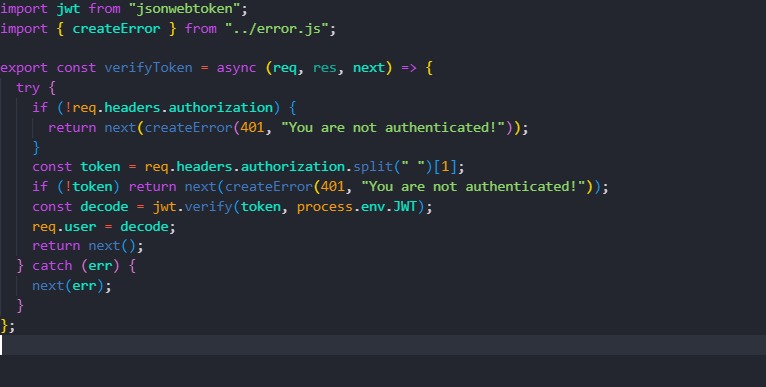 import jwt from "jsonwebtoken";
import { createError } from "../error.js";

export const verifyToken = async (req, res, next) => {
  try {
    if (!req.headers.authorization) {
      return next(createError(401, "You are not authenticated!"));
    }
    const token = req.headers.authorization.split(" ")[1];
    if (!token) return next(createError(401, "You are not authenticated!"));
    const decode = jwt.verify(token, process.env.JWT);
    req.user = decode;
    return next();
  } catch (err) {
    next(err);
  }
};